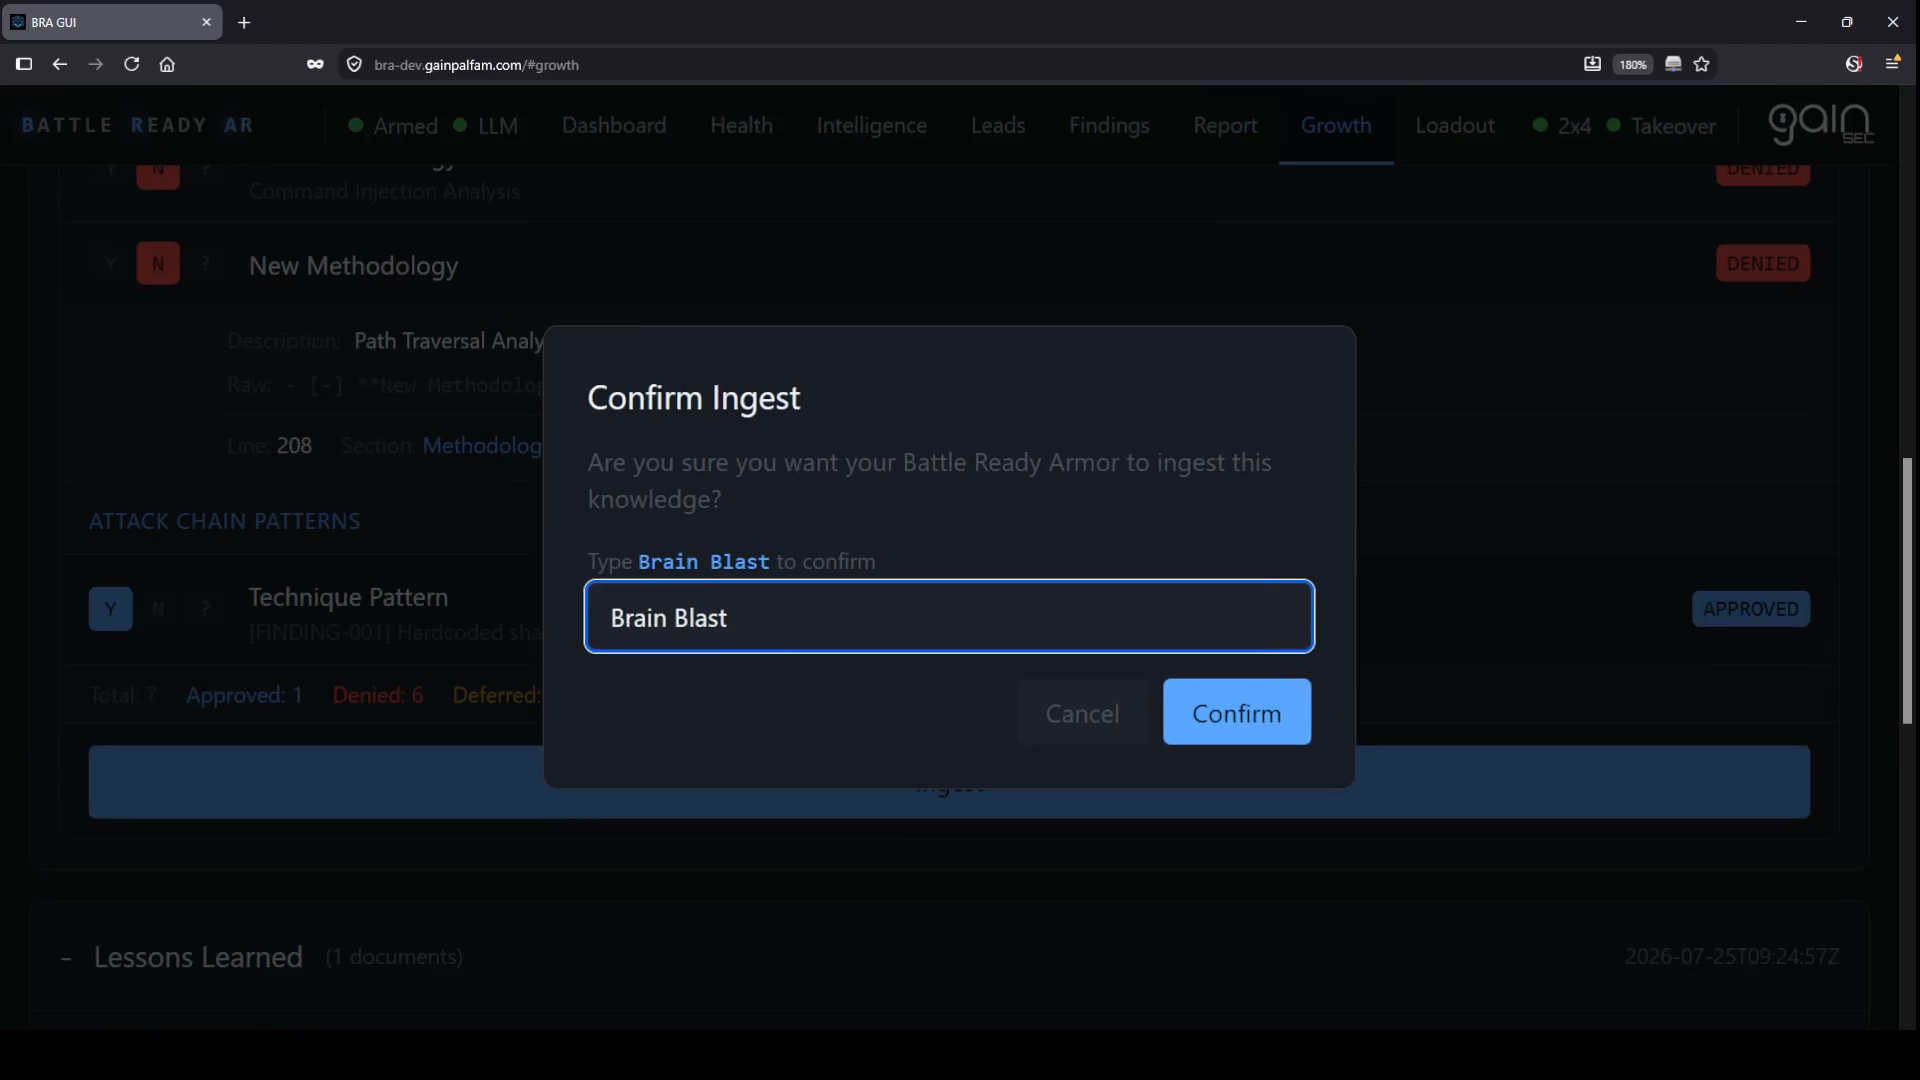 BRA GUI
bra-dev.gainpalfam.com/#growth
180%
BATTLE READY AR
Armed
LLM
Dashboard
Health
Intelligence
Leads
Findings
Report
Growth
Loadout
2x4
Takeover
gain SEC
Y N ?
Command Injection Analysis
DENIED
Y N ?
New Methodology
DENIED
Description: Path Traversal Analy
Raw: - [-] **New Methodolog
Line: 208 Section: Methodolog
ATTACK CHAIN PATTERNS
Y N ?
Technique Pattern
[FINDING-001] Hardcoded sha
APPROVED
Total: 7 Approved: 1 Denied: 6 Deferred:
Ingest
Confirm Ingest
Are you sure you want your Battle Ready Armor to ingest this
knowledge?
Type Brain Blast to confirm
Brain Blast
Cancel
Confirm
- Lessons Learned (1 documents)
2026-07-25T09:24:57Z